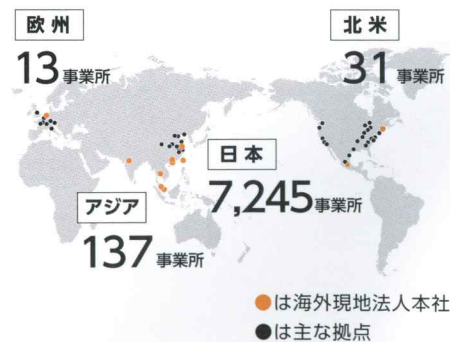 欧州
13事業所
北米
31事業所
日本
7,245事業所
アジア
137事業所
●は海外現地法人本社
●は主な拠点